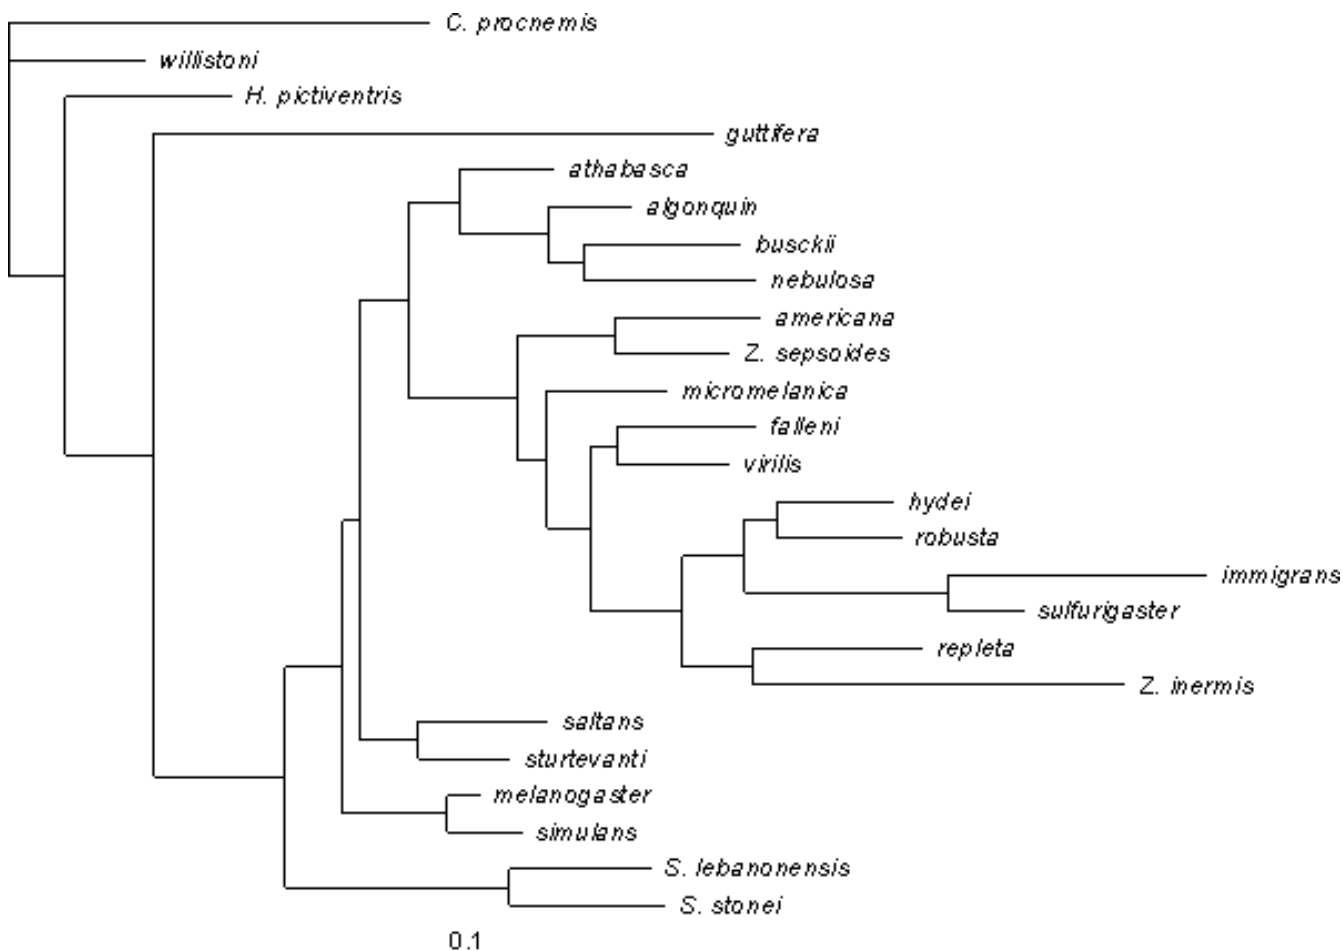 C. procnemis
willistoni
H. pictiventris
guttifera
athabasca
algonquin
busckii
nebulosa
americana
Z. sepsoides
micromelanica
falleni
virilis
hydei
robusta
immigrans
sulfurigaster
repleta
Z. inermis
saltans
sturtevanti
melanogaster
simulans
S. lebanonensis
S. stonei
0.1